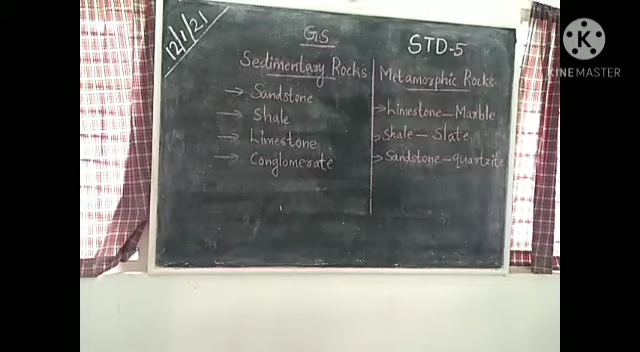 12/1/21
G.S
STD-5
Sedimentary Rocks
→ Sandstone
→ Shale
→ Limestone
→ Conglomerate
Metamorphic Rocks
→ Limestone - Marble
→ Shale - Slate
→ Sandstone - quartzite
K
KINEMASTER